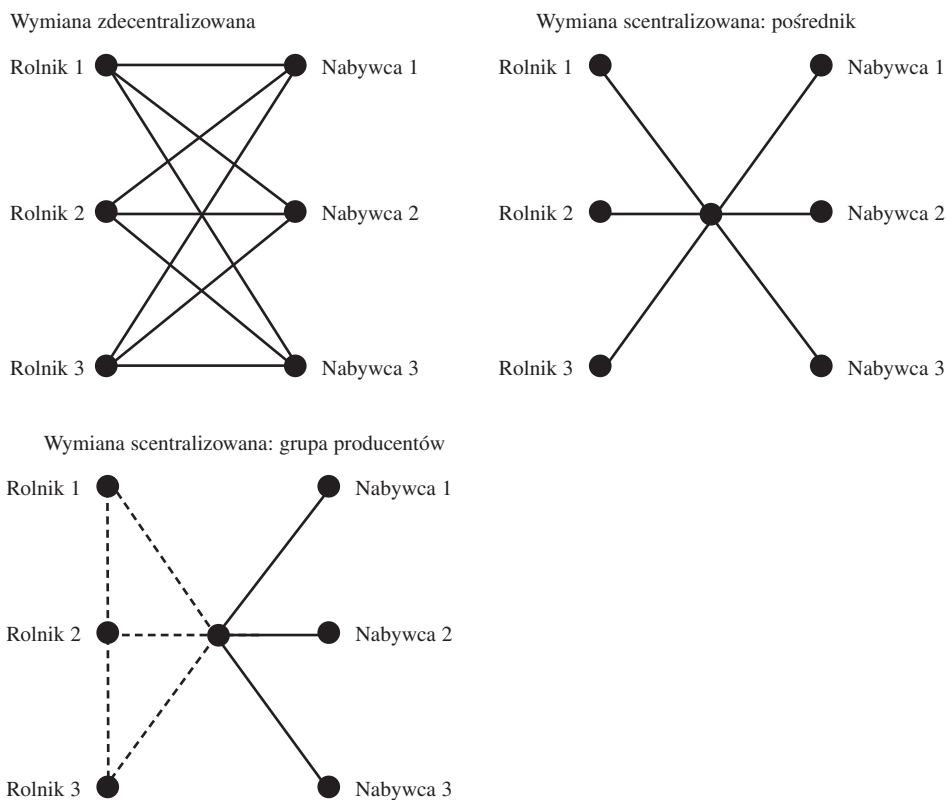 Wymiana zdecentralizowana
Rolnik 1
Nabywca 1
Rolnik 2
Nabywca 2
Rolnik 3
Nabywca 3
Wymiana scentralizowana: pośrednik
Rolnik 1
Nabywca 1
Rolnik 2
Nabywca 2
Rolnik 3
Nabywca 3
Wymiana scentralizowana: grupa producentów
Rolnik 1
Nabywca 1
Rolnik 2
Nabywca 2
Rolnik 3
Nabywca 3